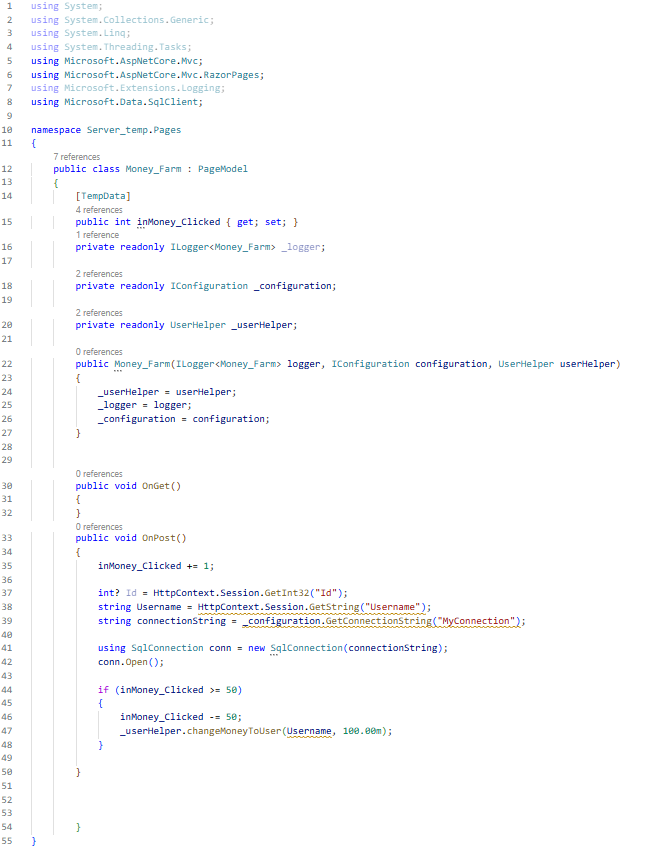 1 using System;
2 using System.Collections.Generic;
3 using System.Linq;
4 using System.Threading.Tasks;
5 using Microsoft.AspNetCore.Mvc;
6 using Microsoft.AspNetCore.Mvc.RazorPages;
7 using Microsoft.Extensions.Logging;
8 using Microsoft.Data.SqlClient;
9
10 namespace Server_temp.Pages
11 {
7 references
12 public class Money_Farm : PageModel
13 {
14 [TempData]
4 references
15 public int inMoney_Clicked { get; set; }
1 reference
16 private readonly ILogger<Money_Farm> _logger;
17
2 references
18 private readonly IConfiguration _configuration;
19
2 references
20 private readonly UserHelper _userHelper;
21
0 references
22 public Money_Farm(ILogger<Money_Farm> logger, IConfiguration configuration, UserHelper userHelper)
23 {
24 _userHelper = userHelper;
25 _logger = logger;
26 _configuration = configuration;
27 }
28
29
0 references
30 public void OnGet()
31 {
32 }
0 references
33 public void OnPost()
34 {
35 inMoney_Clicked += 1;
36
37 int? Id = HttpContext.Session.GetInt32("Id");
38 string Username = HttpContext.Session.GetString("Username");
39 string connectionString = _configuration.GetConnectionString("MyConnection");
40
41 using SqlConnection conn = new SqlConnection(connectionString);
42 conn.Open();
43
44 if (inMoney_Clicked >= 50)
45 {
46 inMoney_Clicked -= 50;
47 _userHelper.changeMoneyToUser(Username, 100.00m);
48 }
49
50 }
51
52
53
54 }
55 }